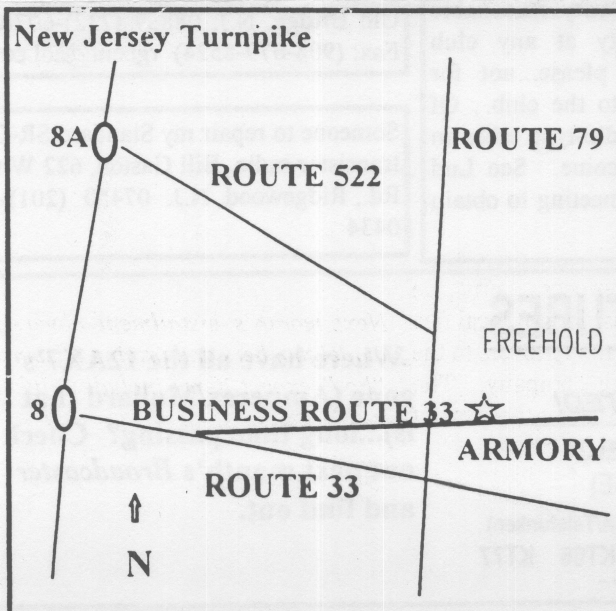 New Jersey Turnpike
8A
ROUTE 522
ROUTE 79
FREEHOLD
8
BUSINESS ROUTE 33
ARMORY
ROUTE 33
N